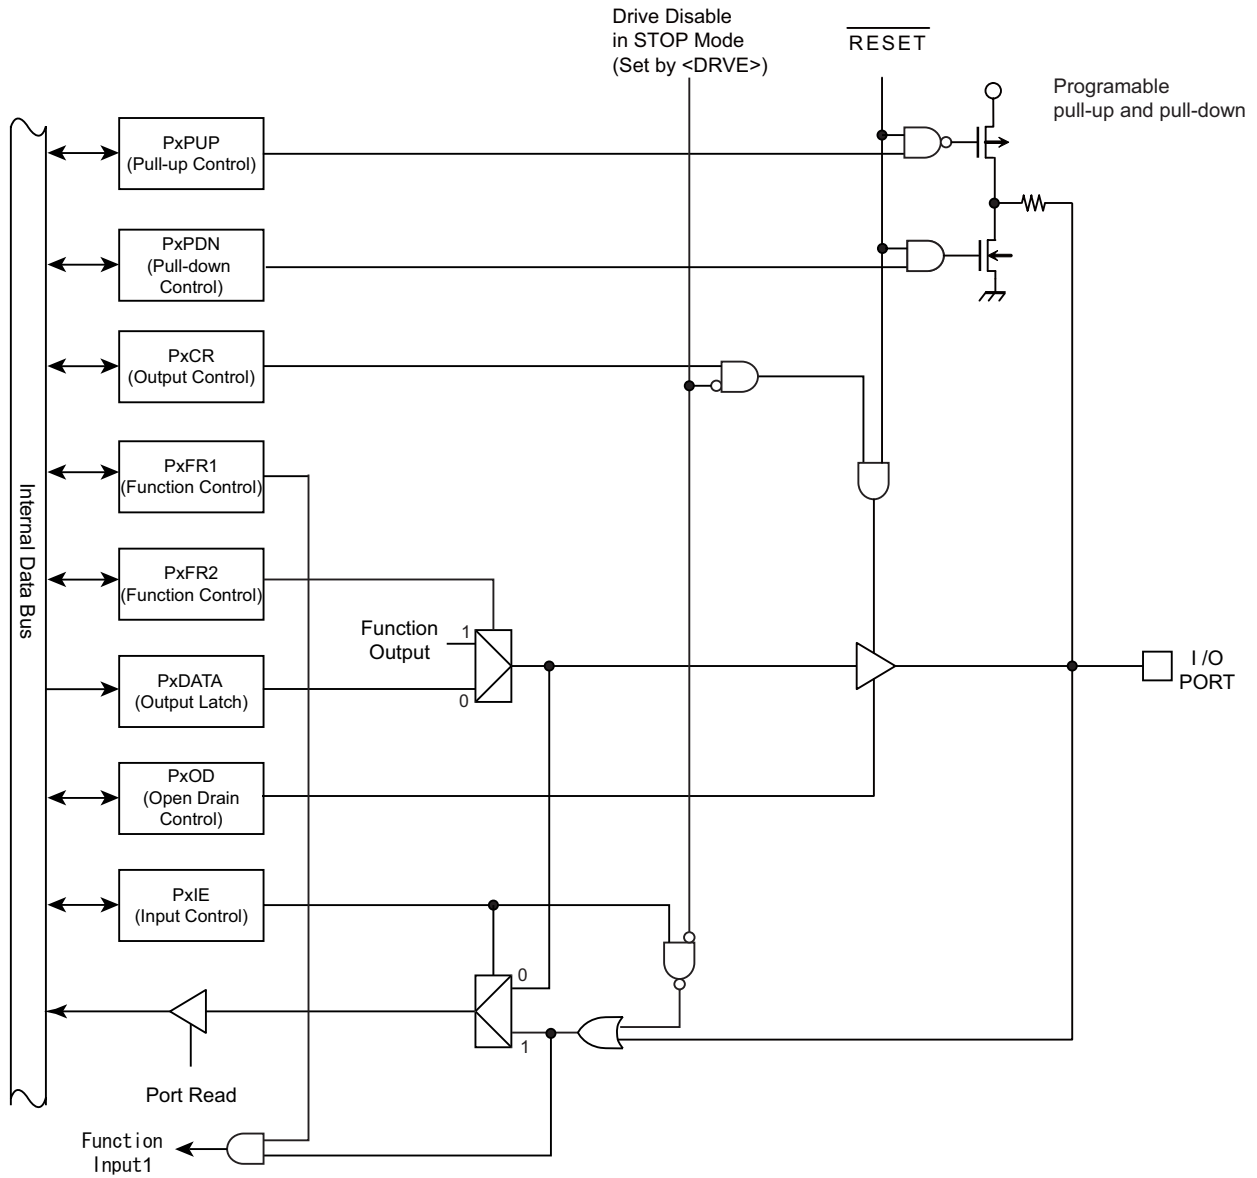 Drive Disable
in STOP Mode
(Set by <DRVE>)
RESET
Programable
pull-up and pull-down
PxPUP
(Pull-up Control)
PxPDN
(Pull-down
Control)
PxCR
(Output Control)
PxFR1
(Function Control)
Internal Data Bus
PxFR2
(Function Control)
Function
Output
1
0
PxDATA
(Output Latch)
I /O
PORT
PxOD
(Open Drain
Control)
PxIE
(Input Control)
0
1
Port Read
Function
Input1